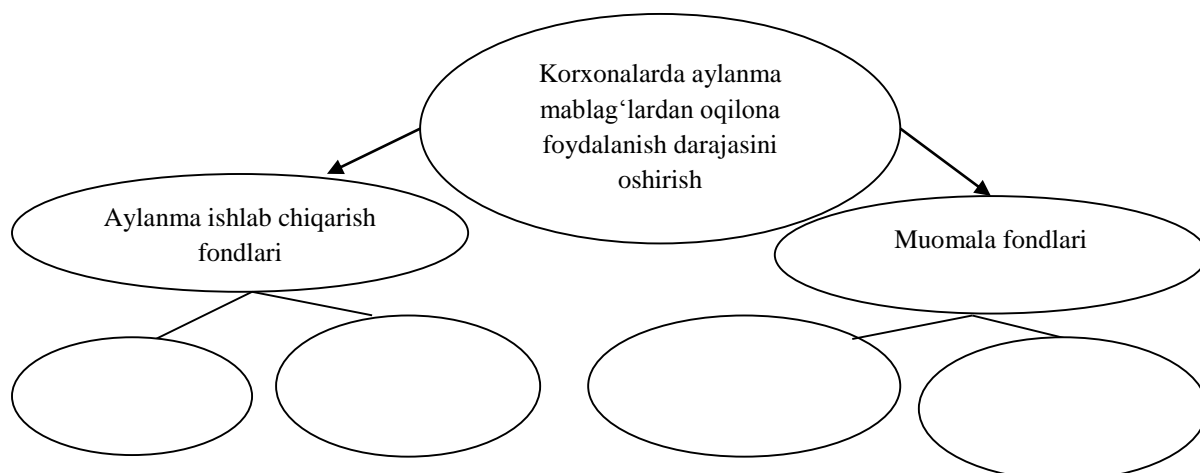 Korxonalarda aylanma
mablag‘lardan oqilona
foydalanish darajasini
oshirish
Aylanma ishlab chiqarish
fondlari
Muomala fondlari